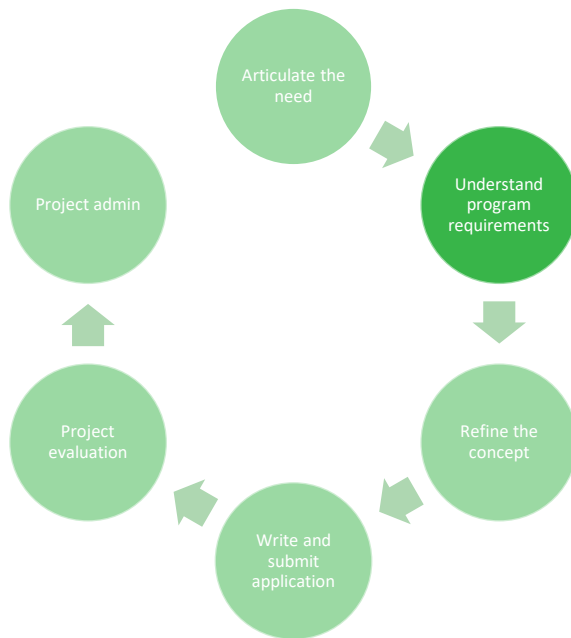 Articulate the
need
Understand
program
requirements
Refine the
concept
Write and
submit
application
Project
evaluation
Project admin